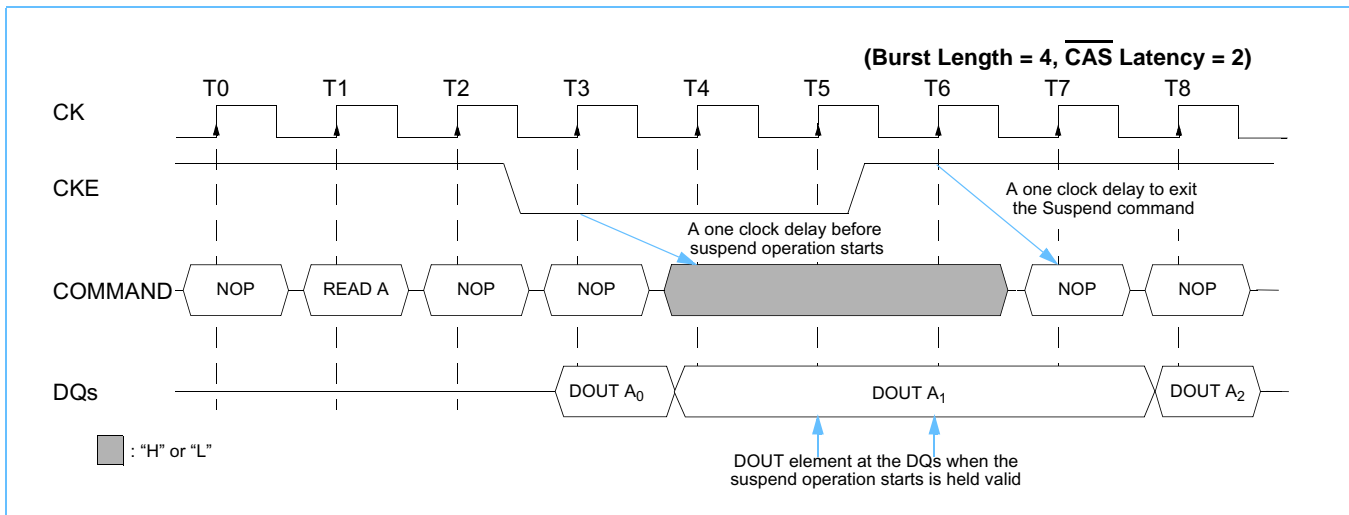 (Burst Length = 4, CAS Latency = 2)
T0 T1 T2 T3 T4 T5 T6 T7 T8
CK
CKE
A one clock delay to exit
the Suspend command
A one clock delay before
suspend operation starts
COMMAND NOP READ A NOP NOP NOP NOP
DQs DOUT A0 DOUT A1 DOUT A2
: “H” or “L”
DOUT element at the DQs when the
suspend operation starts is held valid